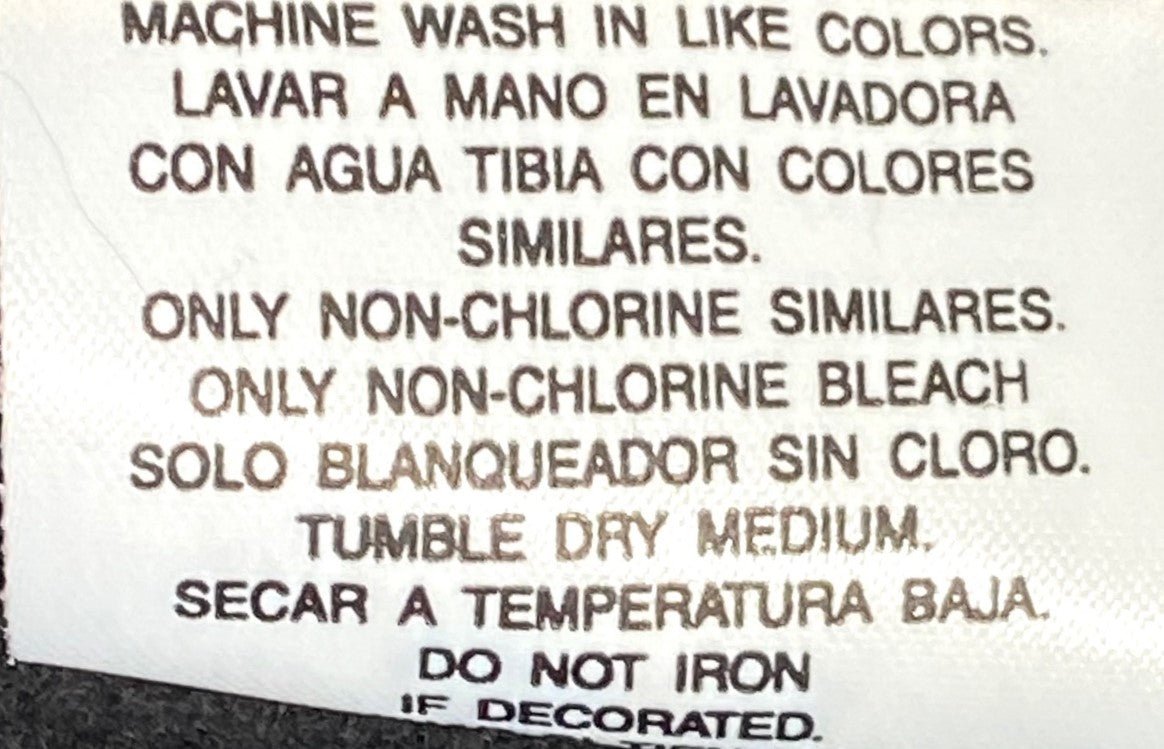 MACHINE WASH IN LIKE COLORS.
LAVAR A MANO EN LAVADORA
CON AGUA TIBIA CON COLORES
SIMILARES.
ONLY NON-CHLORINE SIMILARES.
ONLY NON-CHLORINE BLEACH
SOLO BLANQUEADOR SIN CLORO.
TUMBLE DRY MEDIUM.
SECAR A TEMPERATURA BAJA.
DO NOT IRON
IF DECORATED.